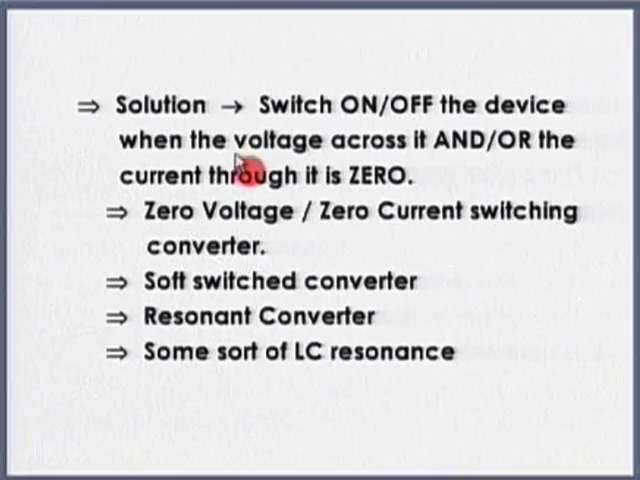 ⇒ Solution → Switch ON/OFF the device
when the voltage across it AND/OR the
current through it is ZERO.
⇒ Zero Voltage / Zero Current switching
converter.
⇒ Soft switched converter
⇒ Resonant Converter
⇒ Some sort of LC resonance